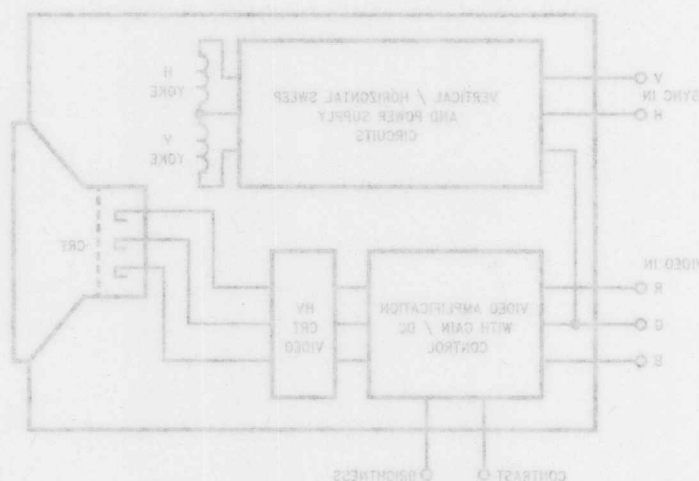 V
SYNC IN
H
VERTICAL / HORIZONTAL SWEEP
AND POWER SUPPLY
CIRCUITS
H
YOKE
V
YOKE
VIDEO IN
R
G
B
VIDEO AMPLIFICATION
WITH GAIN / DC
CONTROL
HV
CRT
VIDEO
CRT
CONTRAST
BRIGHTNESS